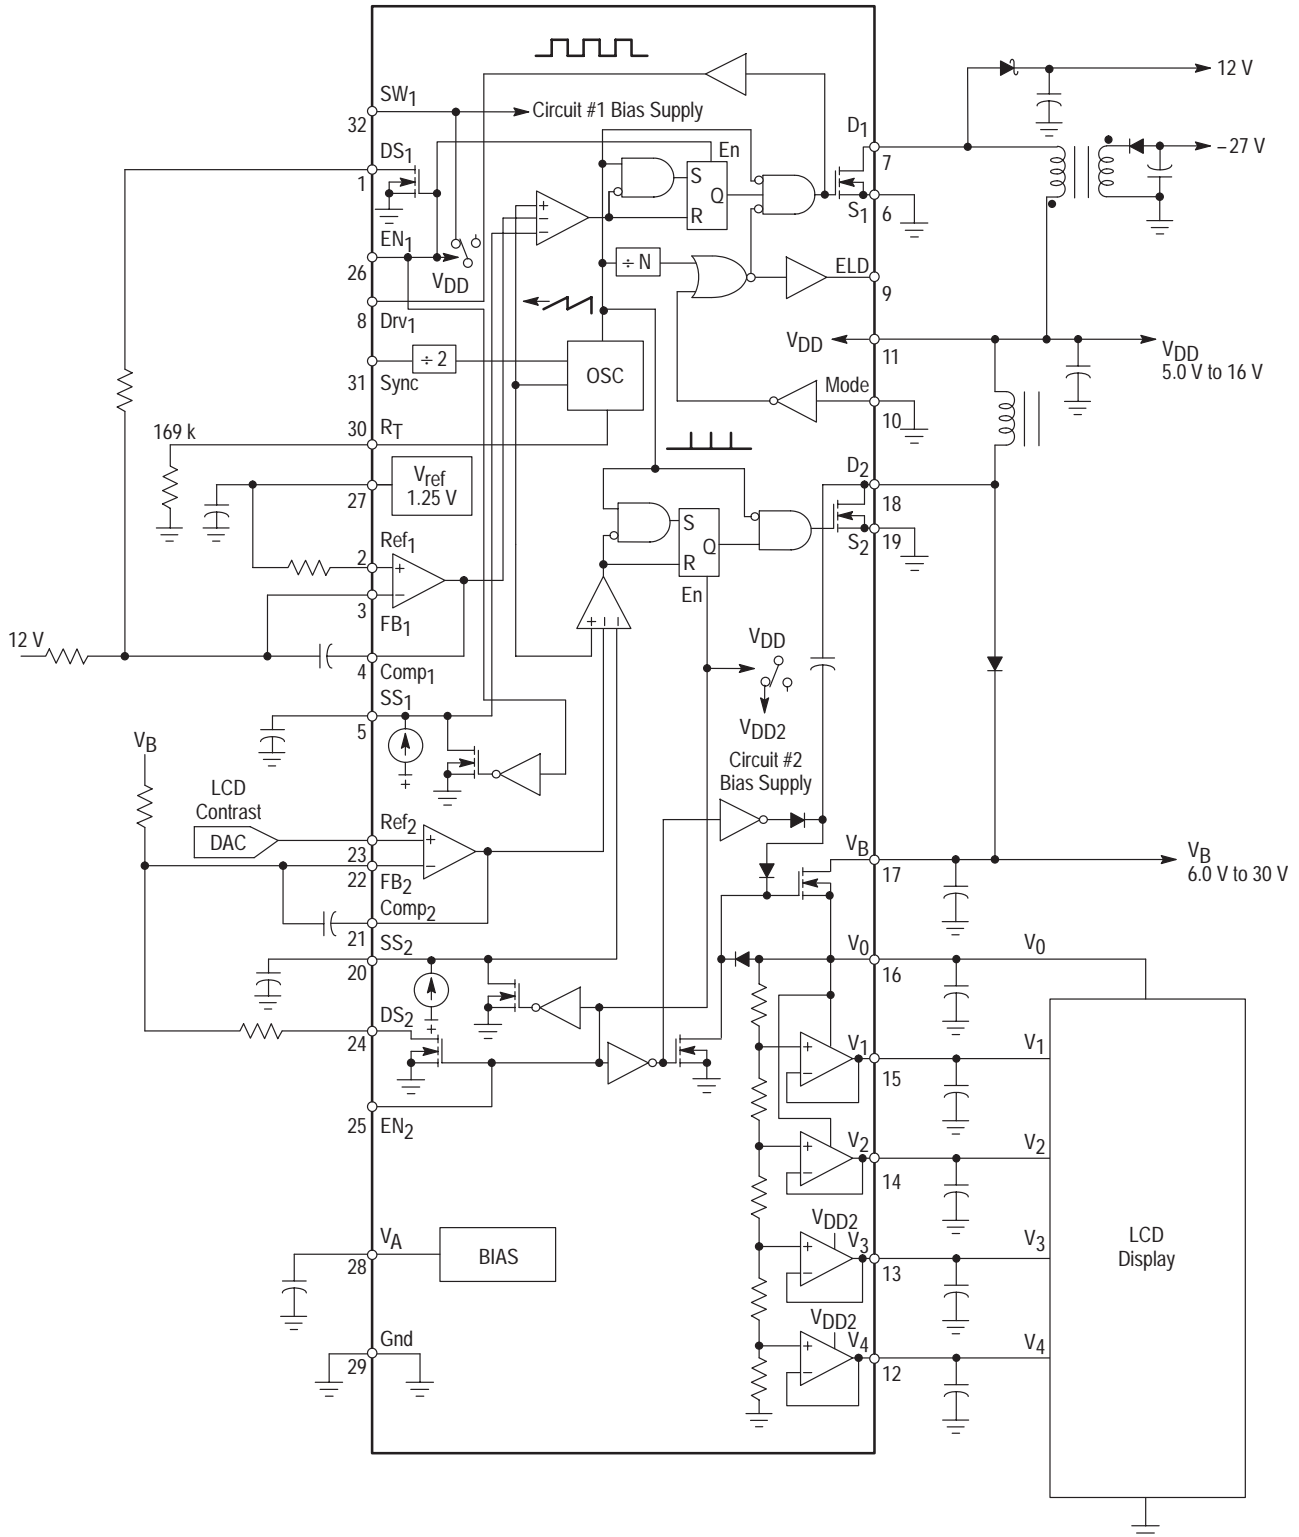 12 V
SW1
Circuit #1 Bias Supply
32
D1
DS1
En
7
–27 V
1
S
Q
R
S1
6
+
–
–
EN1
26
VDD
÷ N
ELD
9
8
Drv1
VDD
11
VDD
5.0 V to 16 V
÷ 2
OSC
31
Sync
Mode
10
169 k
30
RT
Vref
1.25 V
27
D2
18
S
Q
R
S2
19
Ref1
2
+
–
3
FB1
En
12 V
+ – –
VDD
4
Comp1
SS1
5
VDD2
VB
+
Circuit #2
Bias Supply
LCD
Contrast
DAC
Ref2
23
+
–
22
FB2
VB
17
VB
6.0 V to 30 V
Comp2
21
SS2
20
V0
16
V0
+
DS2
24
+
–
V1
15
V1
25
EN2
+
–
V2
14
V2
VA
28
BIAS
VDD2
+
–
V3
13
V3
LCD
Display
Gnd
29
VDD2
+
–
V4
12
V4